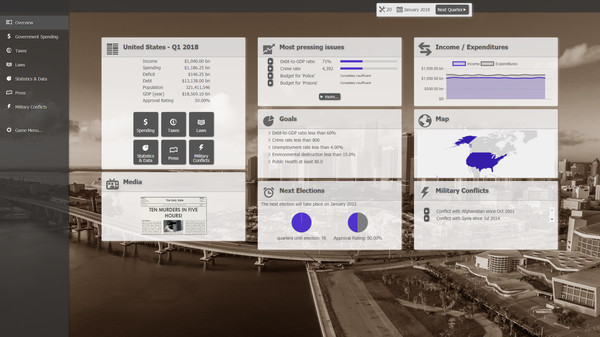 20 January 2018 Next Quarter
Overview
Government Spending
Taxes
Laws
Statistics & Data
Press
Military Conflicts
Game Menu...
United States - Q1 2018
Income $1,040.00 bn
Spending $1,186.25 bn
Deficit $146.25 bn
Debt $13,138.00 bn
Population 321,411,546
GDP (year) $18,569.10 bn
Approval Rating 50.00%
Spending Taxes Laws
Statistics & Data Press Military Conflicts
Media
TEN MURDERS IN FIVE HOURS!
Most pressing issues
Debt-to-GDP ratio 71%
Crime rate 4,392
Budget for 'Police' Completely insufficient
Budget for 'Prisons' Completely insufficient
more...
Goals
Debt-to-GDP ratio less than 60%
Crime rate less than 800
Unemployment rate less than 4.00%
Environmental destruction less than 15.0%
Public Health at least 80.0
Next Elections
The next election will take place on January 2022
quarters until election: 16 Approval Rating: 50.00%
Income / Expenditures
Income Expenditures
$1,500.00 bn
$1,000.00 bn
$500.00 bn
$0.00 bn
Map
Military Conflicts
Conflict with Afghanistan since Oct 2001
Conflict with Syria since Jul 2014